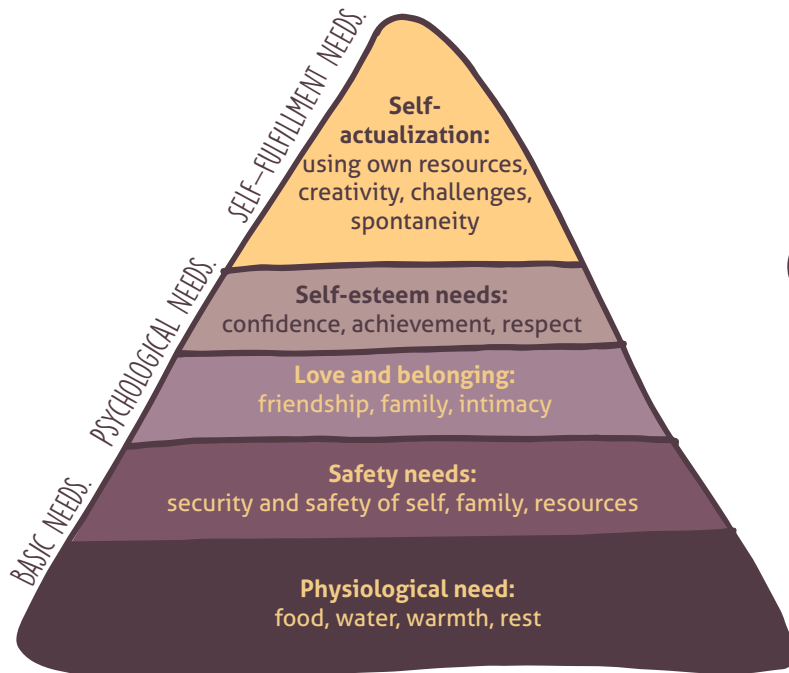 SELF-FULFILLMENT NEEDS.
Self-
actualization:
using own resources,
creativity, challenges,
spontaneity
PSYCHOLOGICAL NEEDS.
Self-esteem needs:
confidence, achievement, respect
Love and belonging:
friendship, family, intimacy
BASIC NEEDS.
Safety needs:
security and safety of self, family, resources
Physiological need:
food, water, warmth, rest